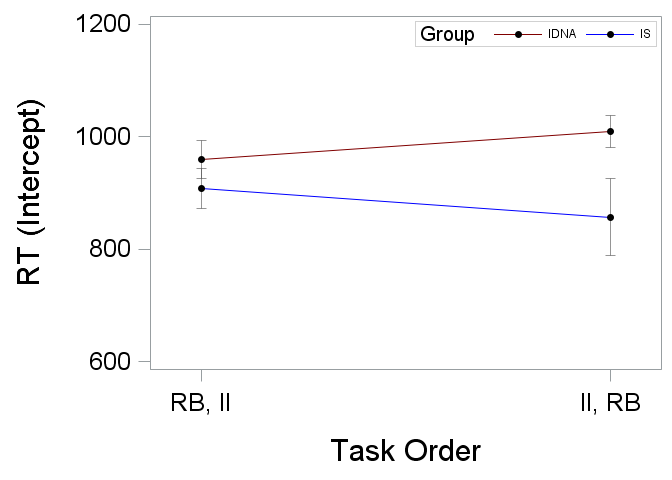 1200
Group IDNA IS
1000
800
600
RT (Intercept)
RB, II II, RB
Task Order